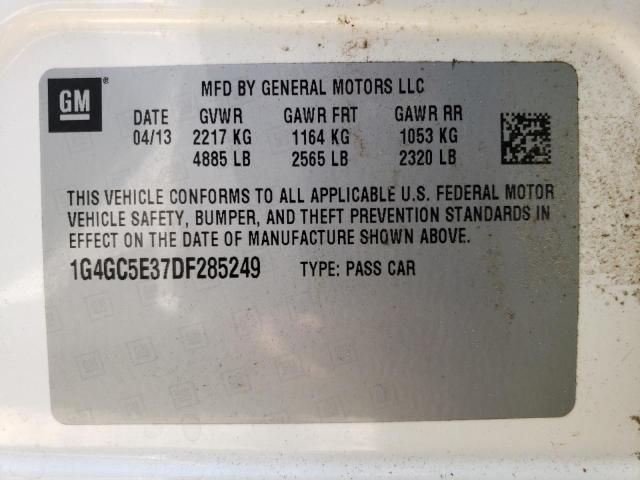 GM ® MFD BY GENERAL MOTORS LLC
DATE GVWR GAWR FRT GAWR RR
04/13 2217 KG 1164 KG 1053 KG
4885 LB 2565 LB 2320 LB
THIS VEHICLE CONFORMS TO ALL APPLICABLE U.S. FEDERAL MOTOR
VEHICLE SAFETY, BUMPER, AND THEFT PREVENTION STANDARDS IN
EFFECT ON THE DATE OF MANUFACTURE SHOWN ABOVE.
1G4GC5E37DF285249 TYPE: PASS CAR